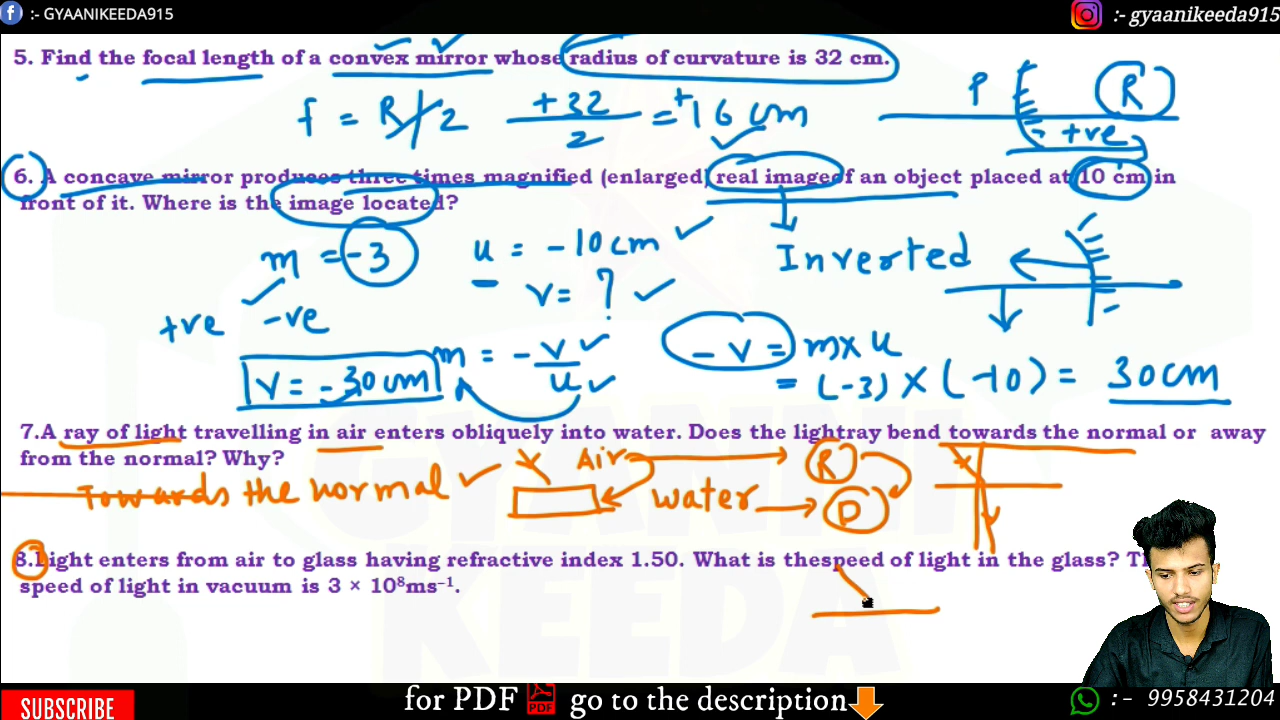 :- GYAANIKEEDA915
:- gyaanikeeda915
5. Find the focal length of a convex mirror whose radius of curvature is 32 cm.
f = R/2 +32/2 = +16 cm
P R
+ve
6. A concave mirror produces three times magnified (enlarged) real image of an object placed at 10 cm in
front of it. Where is the image located?
m = -3 u = -10cm Inverted
v = ?
+ve -ve
m = -v/u -v = m×u
v = -30cm = (-3) × (-10) = 30cm
7.A ray of light travelling in air enters obliquely into water. Does the lightray bend towards the normal or away
from the normal? Why?
Air R
Towards the normal water D
8.Light enters from air to glass having refractive index 1.50. What is thespeed of light in the glass?
speed of light in vacuum is 3 × 10⁸ms⁻¹.
GYAANI
KEEDA
SUBSCRIBE
for PDF PDF go to the description
:- 9958431204